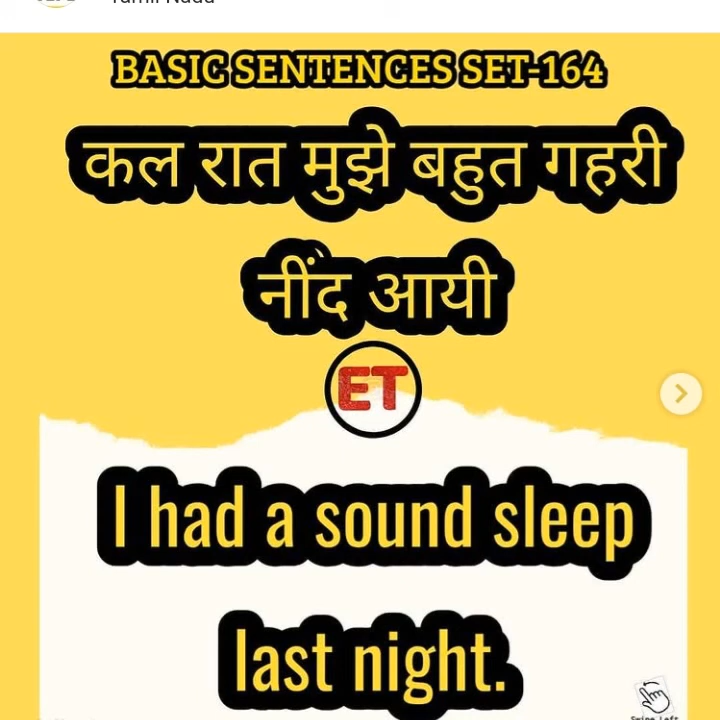 BASIC SENTENCES SET-164
कल रात मुझे बहुत गहरी
नींद आयी
ET
I had a sound sleep
last night.